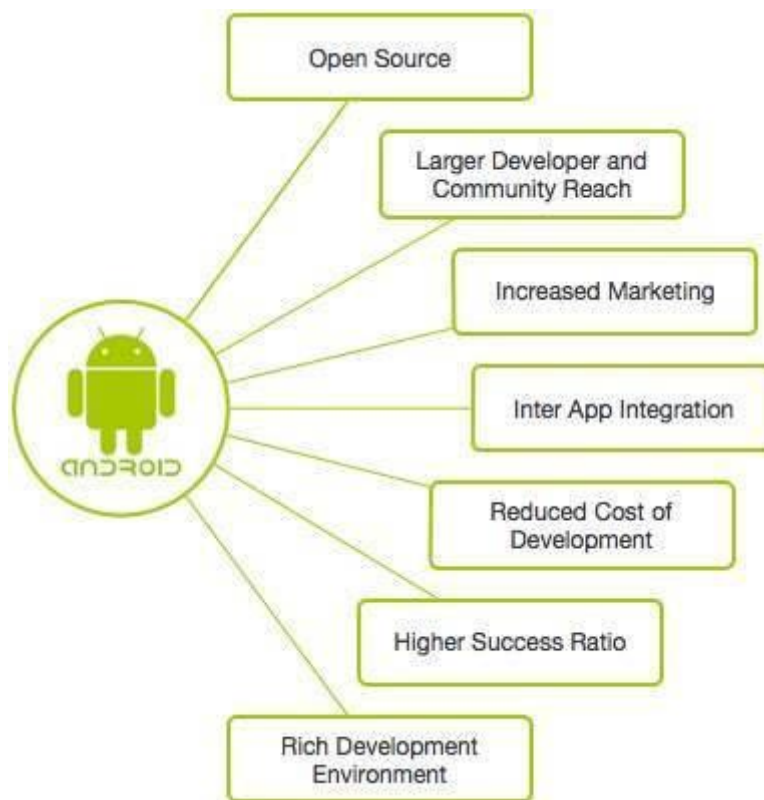 Open Source
Larger Developer and
Community Reach
Increased Marketing
Inter App Integration
ANDROID
Reduced Cost of
Development
Higher Success Ratio
Rich Development
Environment